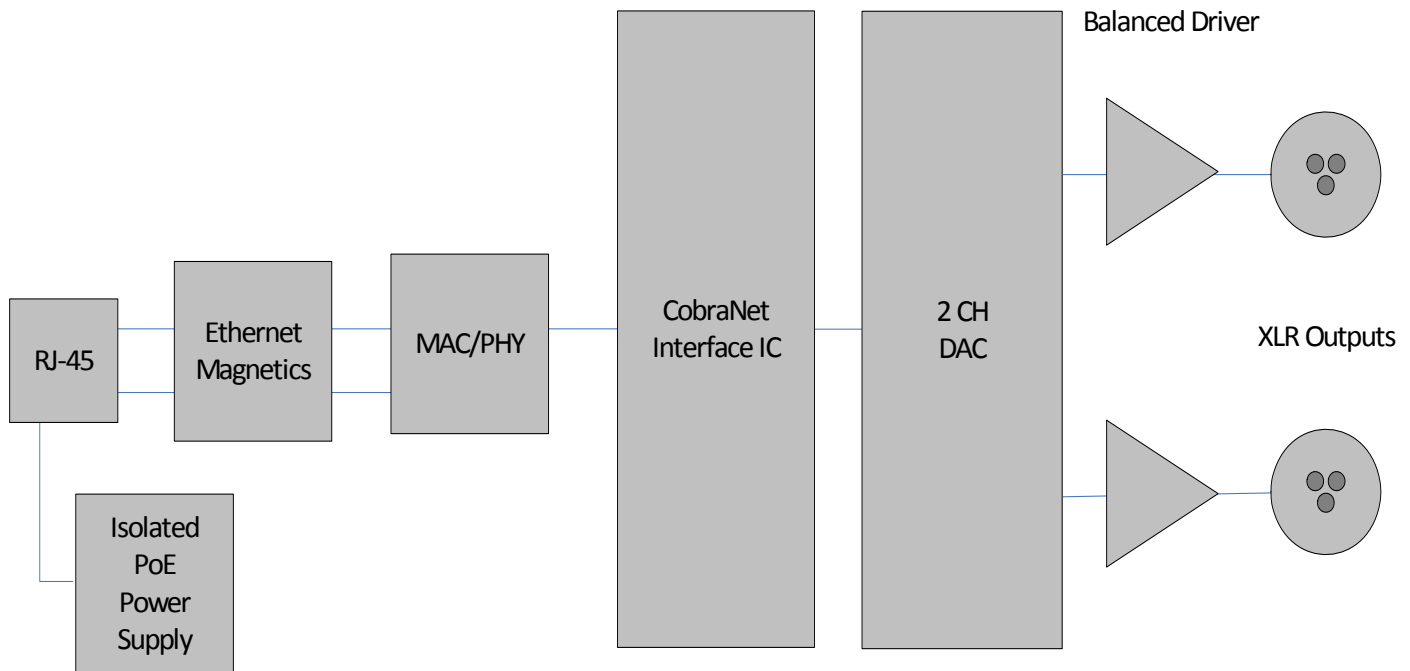 Balanced Driver
RJ-45
Ethernet
Magnetics
MAC/PHY
CobraNet
Interface IC
2 CH
DAC
XLR Outputs
Isolated
PoE
Power
Supply